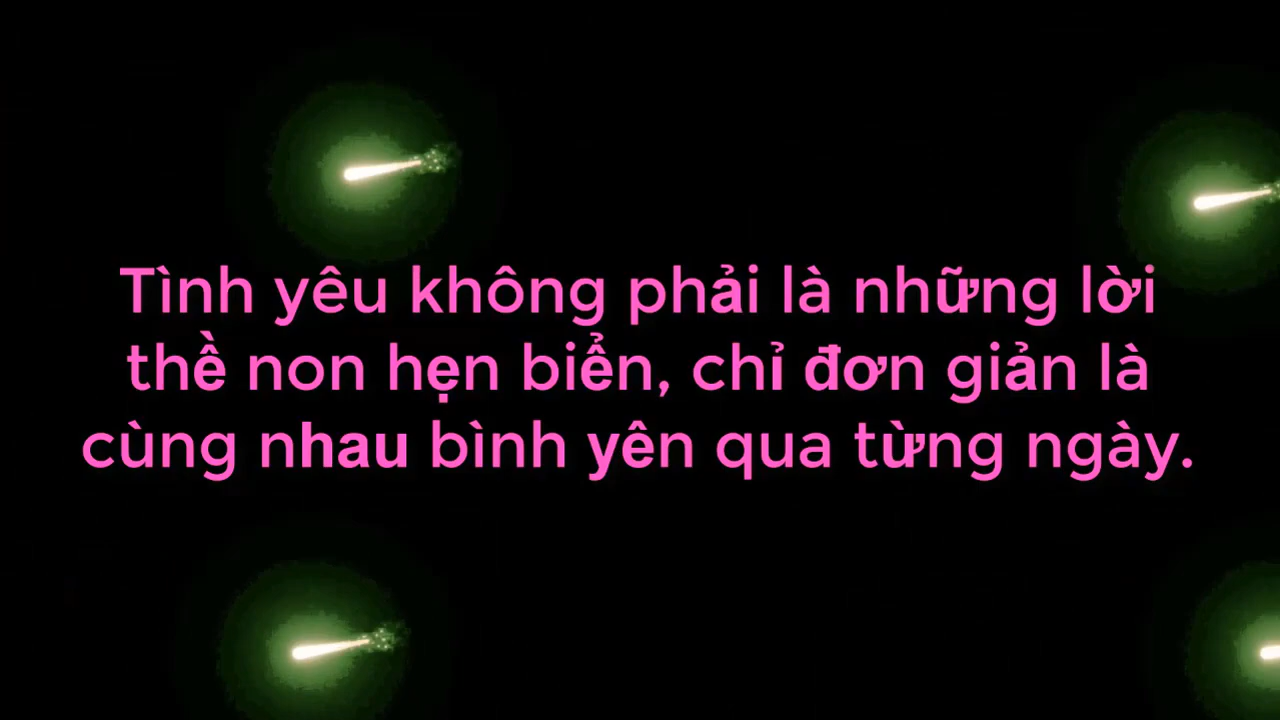 Tình yêu không phải là những lời
thề non hẹn biển, chỉ đơn giản là
cùng nhau bình yên qua từng ngày.